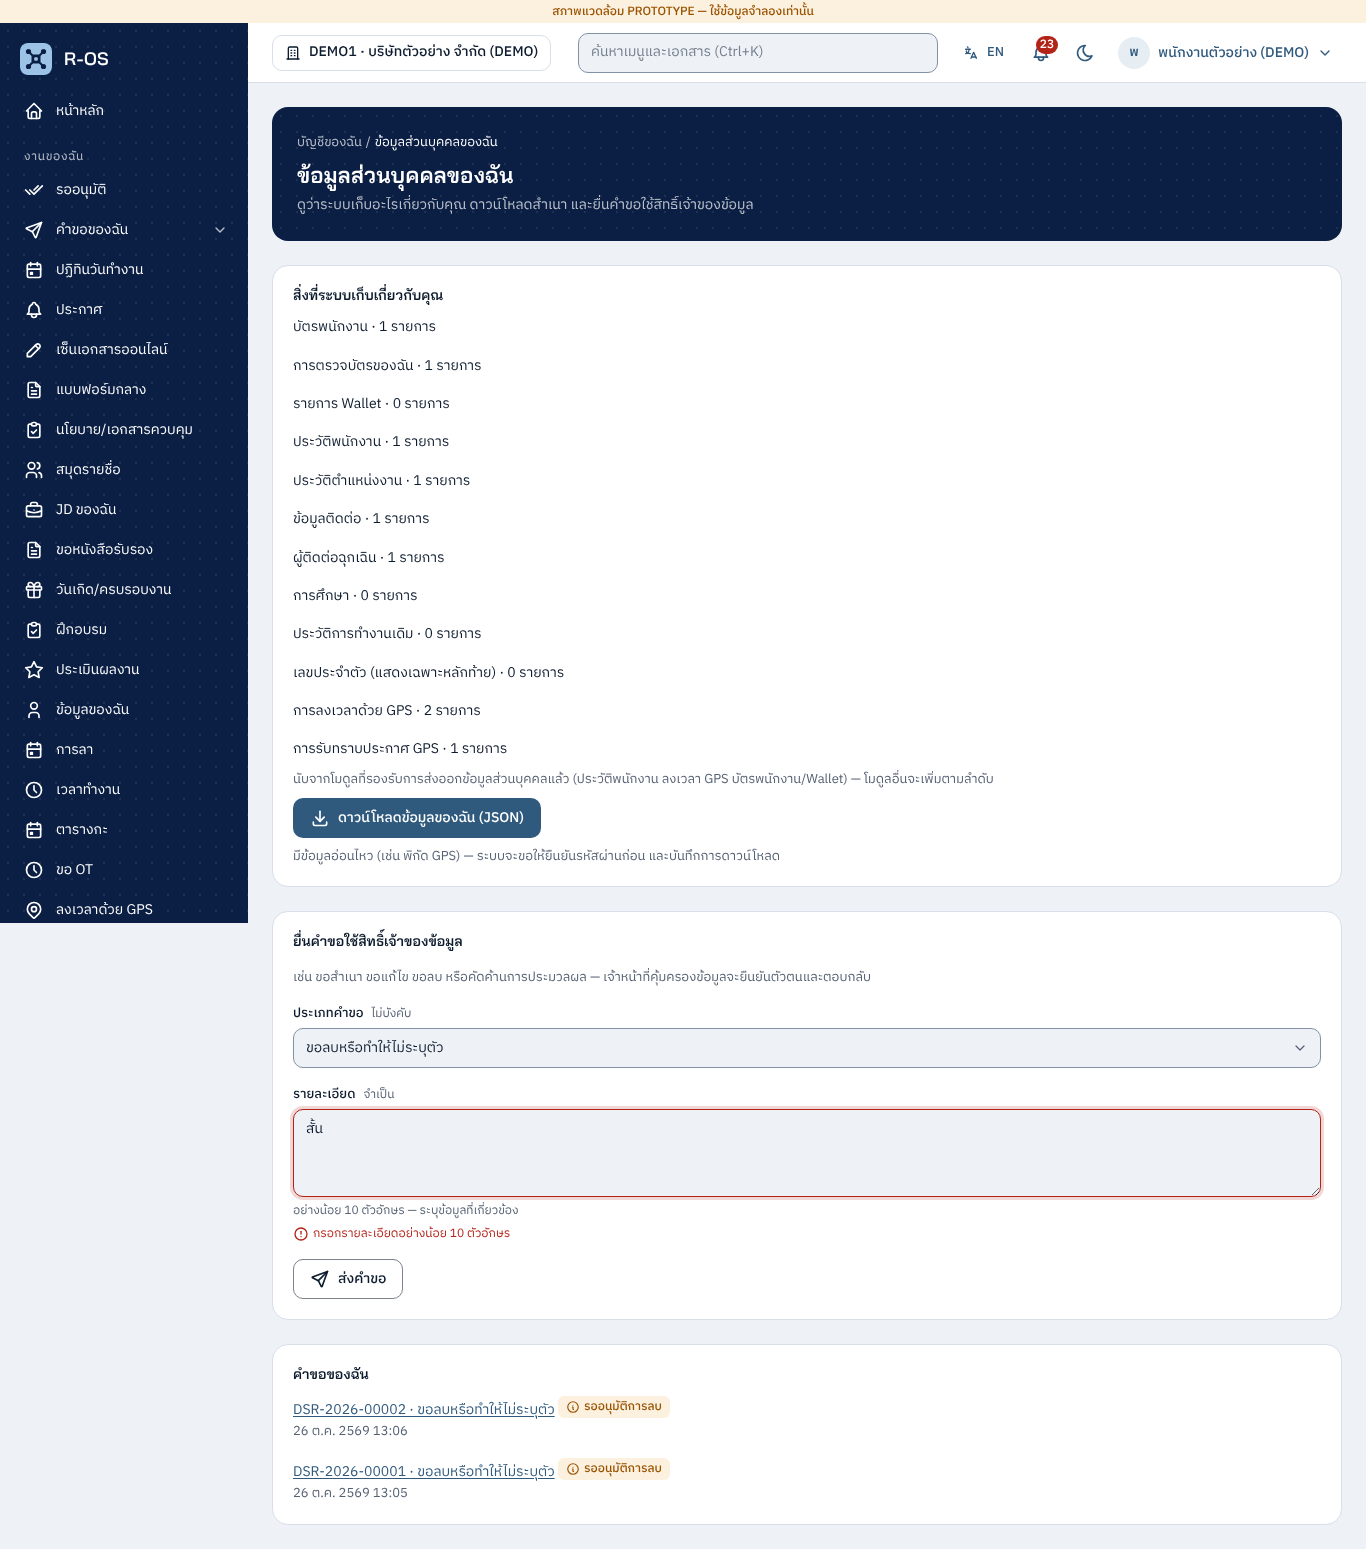 สภาพแวดล้อม PROTOTYPE — ใช้ข้อมูลจำลองเท่านั้น
R-OS
DEMO1 · บริษัทตัวอย่าง จำกัด (DEMO)
ค้นหาเมนูและเอกสาร (Ctrl+K)
EN
23
พ
พนักงานตัวอย่าง (DEMO)
หน้าหลัก
งานของฉัน
รออนุมัติ
คำขอของฉัน
ปฏิทินวันทำงาน
ประกาศ
เซ็นเอกสารออนไลน์
แบบฟอร์มกลาง
นโยบาย/เอกสารควบคุม
สมุดรายชื่อ
JD ของฉัน
ขอหนังสือรับรอง
วันเกิด/ครบรอบงาน
ฝึกอบรม
ประเมินผลงาน
ข้อมูลของฉัน
การลา
เวลาทำงาน
ตารางกะ
ขอ OT
ลงเวลาด้วย GPS
บัญชีของฉัน / ข้อมูลส่วนบุคคลของฉัน
ข้อมูลส่วนบุคคลของฉัน
ดูว่าระบบเก็บอะไรเกี่ยวกับคุณ ดาวน์โหลดสำเนา และยื่นคำขอใช้สิทธิ์เจ้าของข้อมูล
สิ่งที่ระบบเก็บเกี่ยวกับคุณ
บัตรพนักงาน · 1 รายการ
การตรวจบัตรของฉัน · 1 รายการ
รายการ Wallet · 0 รายการ
ประวัติพนักงาน · 1 รายการ
ประวัติตำแหน่งงาน · 1 รายการ
ข้อมูลติดต่อ · 1 รายการ
ผู้ติดต่อฉุกเฉิน · 1 รายการ
การศึกษา · 0 รายการ
ประวัติการทำงานเดิม · 0 รายการ
เลขประจำตัว (แสดงเฉพาะหลักท้าย) · 0 รายการ
การลงเวลาด้วย GPS · 2 รายการ
การรับทราบประกาศ GPS · 1 รายการ
นับจากโมดูลที่รองรับการส่งออกข้อมูลส่วนบุคคลแล้ว (ประวัติพนักงาน ลงเวลา GPS บัตรพนักงาน/Wallet) — โมดูลอื่นจะเพิ่มตามลำดับ
ดาวน์โหลดข้อมูลของฉัน (JSON)
มีข้อมูลอ่อนไหว (เช่น พิกัด GPS) — ระบบจะขอให้ยืนยันรหัสผ่านก่อน และบันทึกการดาวน์โหลด
ยื่นคำขอใช้สิทธิ์เจ้าของข้อมูล
เช่น ขอสำเนา ขอแก้ไข ขอลบ หรือคัดค้านการประมวลผล — เจ้าหน้าที่คุ้มครองข้อมูลจะยืนยันตัวตนและตอบกลับ
ประเภทคำขอ ไม่บังคับ
ขอลบหรือทำให้ไม่ระบุตัว
รายละเอียด จำเป็น
สั้น
อย่างน้อย 10 ตัวอักษร — ระบุข้อมูลที่เกี่ยวข้อง
กรอกรายละเอียดอย่างน้อย 10 ตัวอักษร
ส่งคำขอ
คำขอของฉัน
DSR-2026-00002 · ขอลบหรือทำให้ไม่ระบุตัว รออนุมัติการลบ
26 ต.ค. 2569 13:06
DSR-2026-00001 · ขอลบหรือทำให้ไม่ระบุตัว รออนุมัติการลบ
26 ต.ค. 2569 13:05